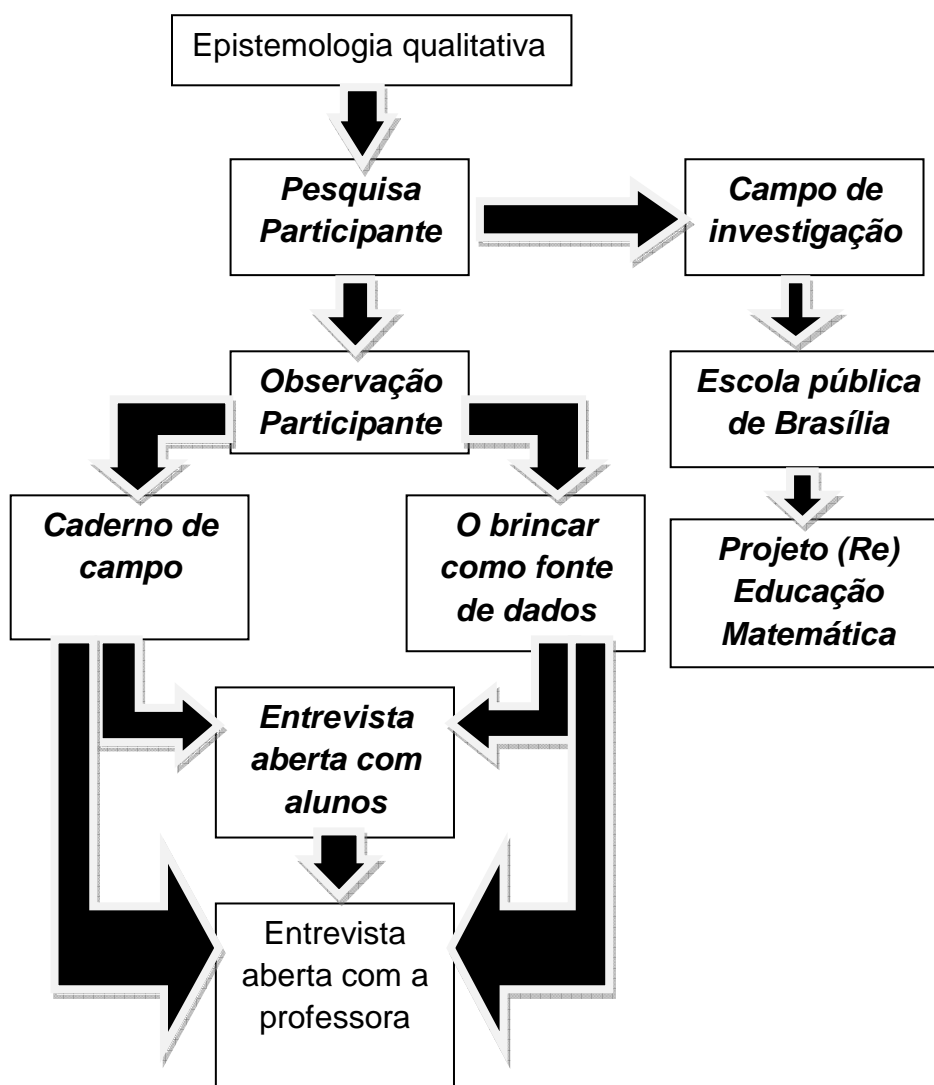 Epistemologia qualitativa
Pesquisa
Participante
Campo de
investigação
Observação
Participante
Escola pública
de Brasília
Caderno de
campo
O brincar
como fonte
de dados
Projeto (Re)
Educação
Matemática
Entrevista
aberta com
alunos
Entrevista
aberta com a
professora